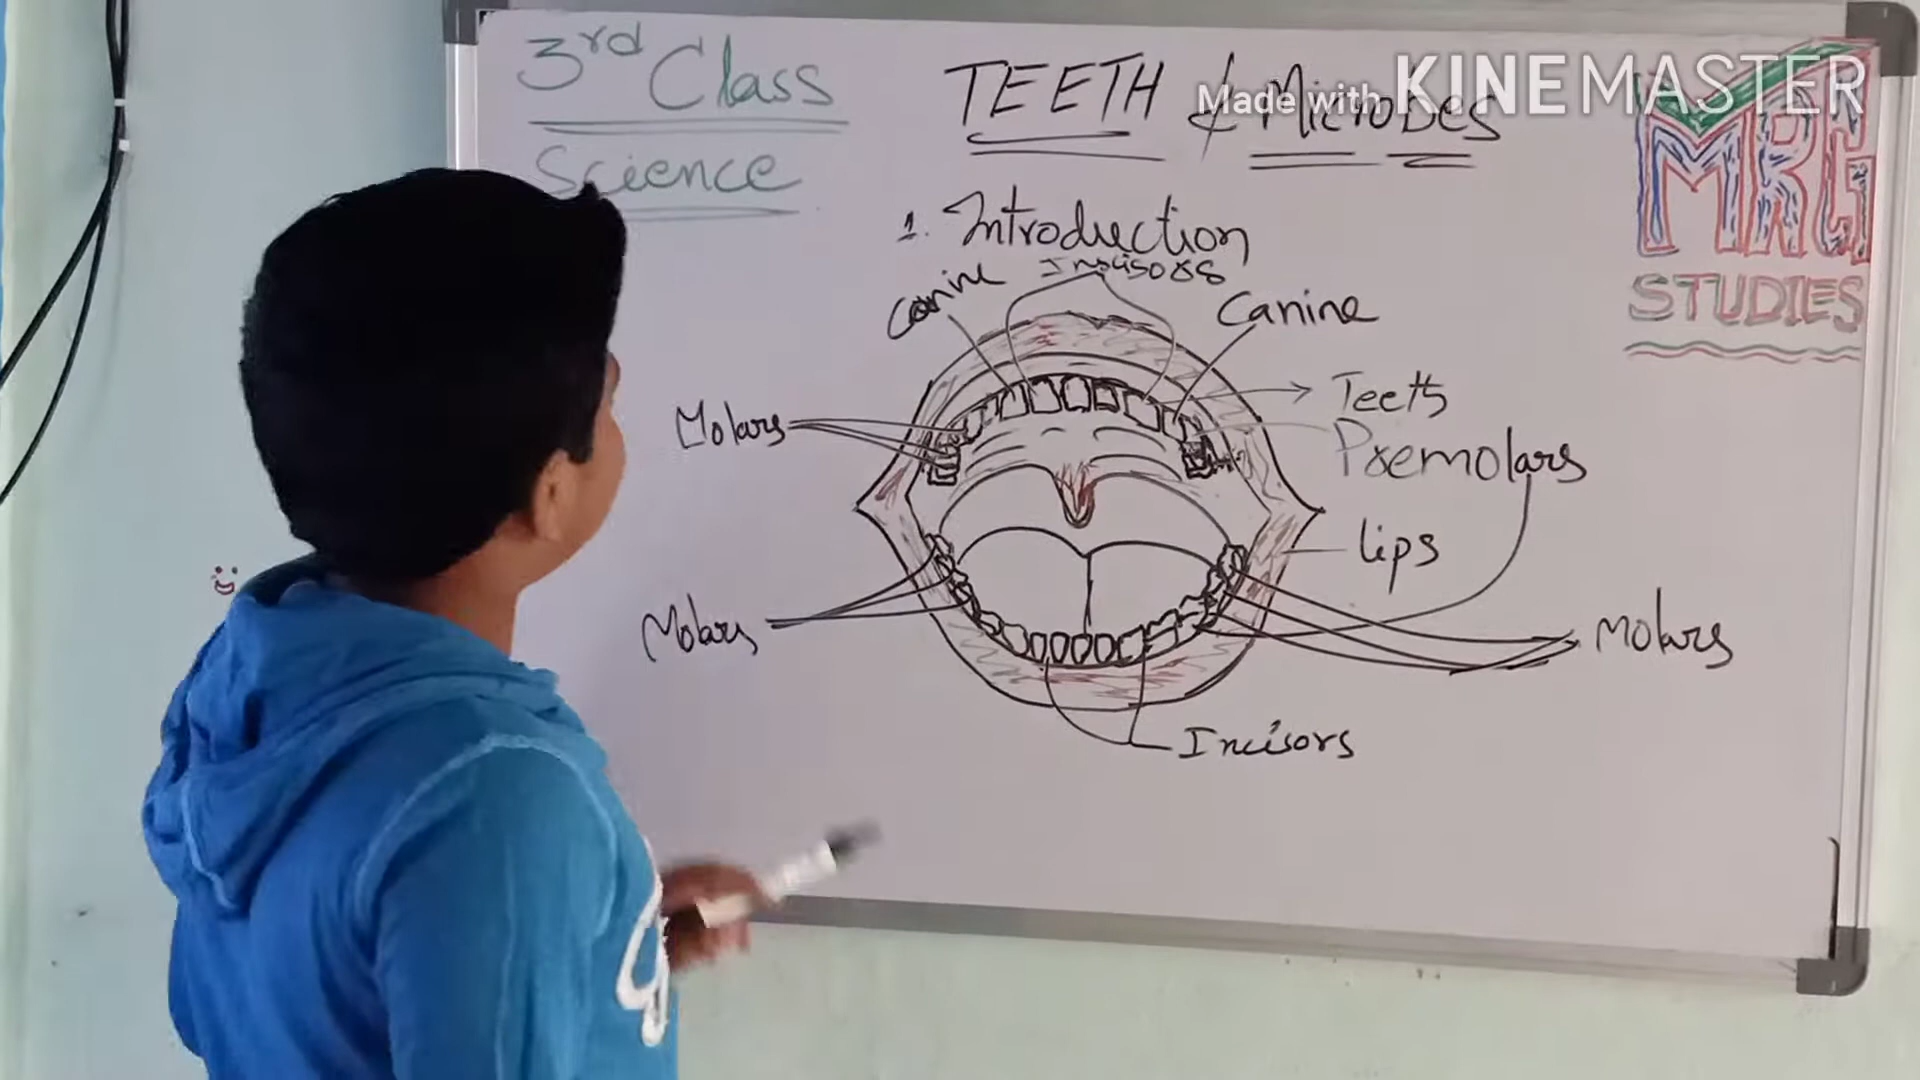 3rd Class
Science
TEETH & Microbes
Made with KINEMASTER
MRG
STUDIES
1. Introduction
Canine
Incisors
Canine
Teeth
Molars
Premolars
lips
Molars
Molars
Incisors